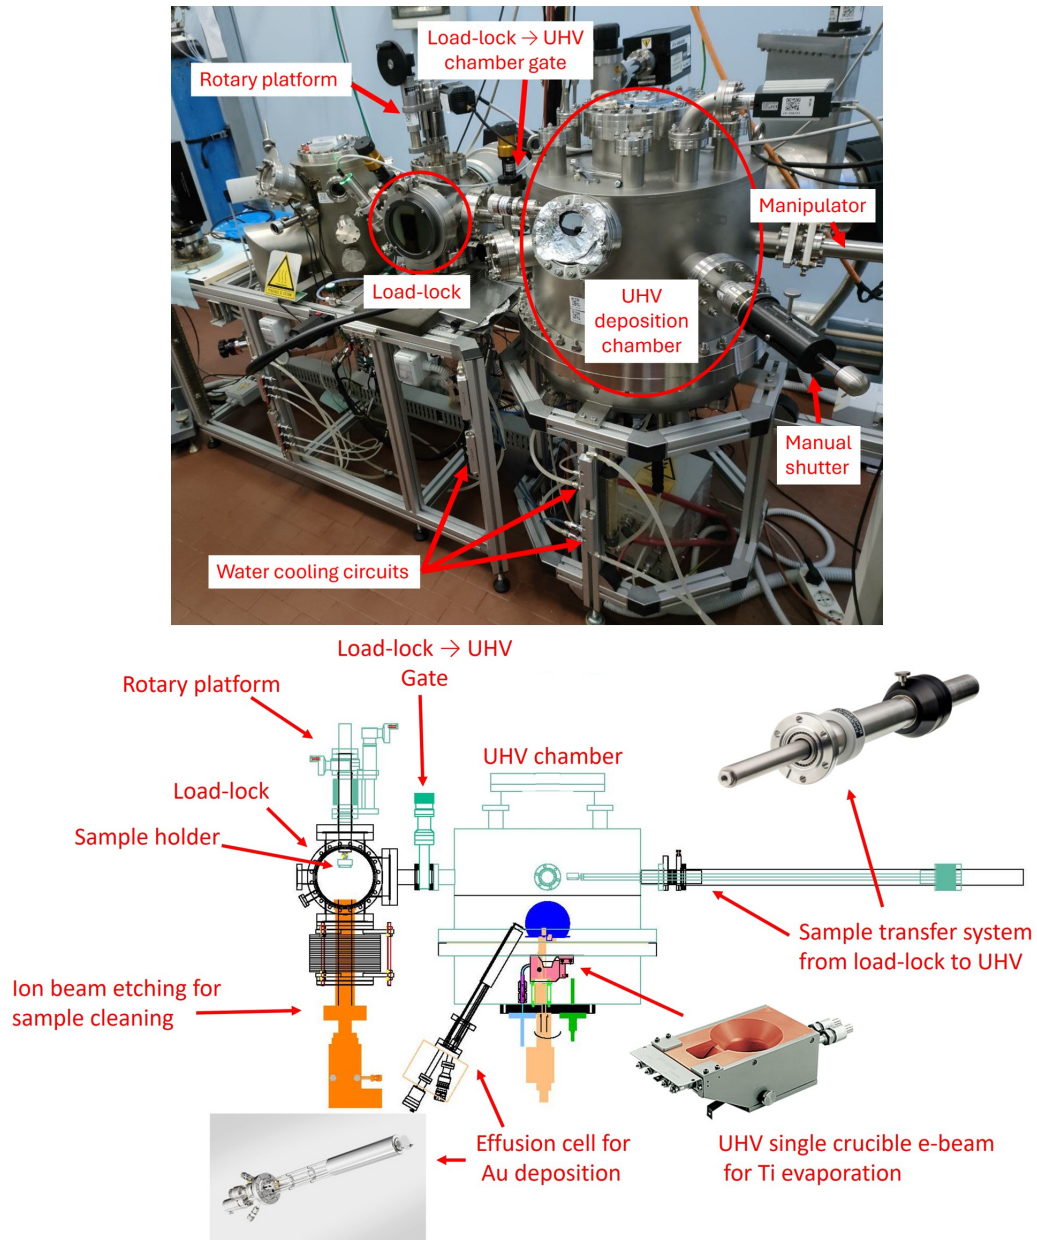 Load-lock → UHV
chamber gate
Rotary platform
Manipulator
Load-lock
UHV
deposition
chamber
Manual
shutter
Water cooling circuits
Load-lock → UHV
Gate
Rotary platform
UHV chamber
Load-lock
Sample holder
Sample transfer system
from load-lock to UHV
Ion beam etching for
sample cleaning
Effusion cell for
Au deposition
UHV single crucible e-beam
for Ti evaporation